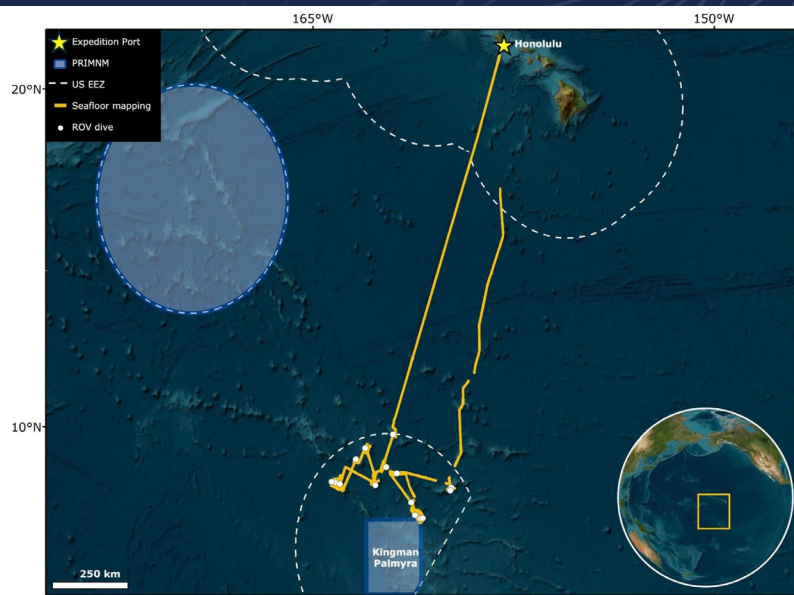 165°W
150°W
Expedition Port
PRIMNM
US EEZ
Seafloor mapping
ROV dive
Honolulu
20°N
10°N
Kingman
Palmyra
250 km